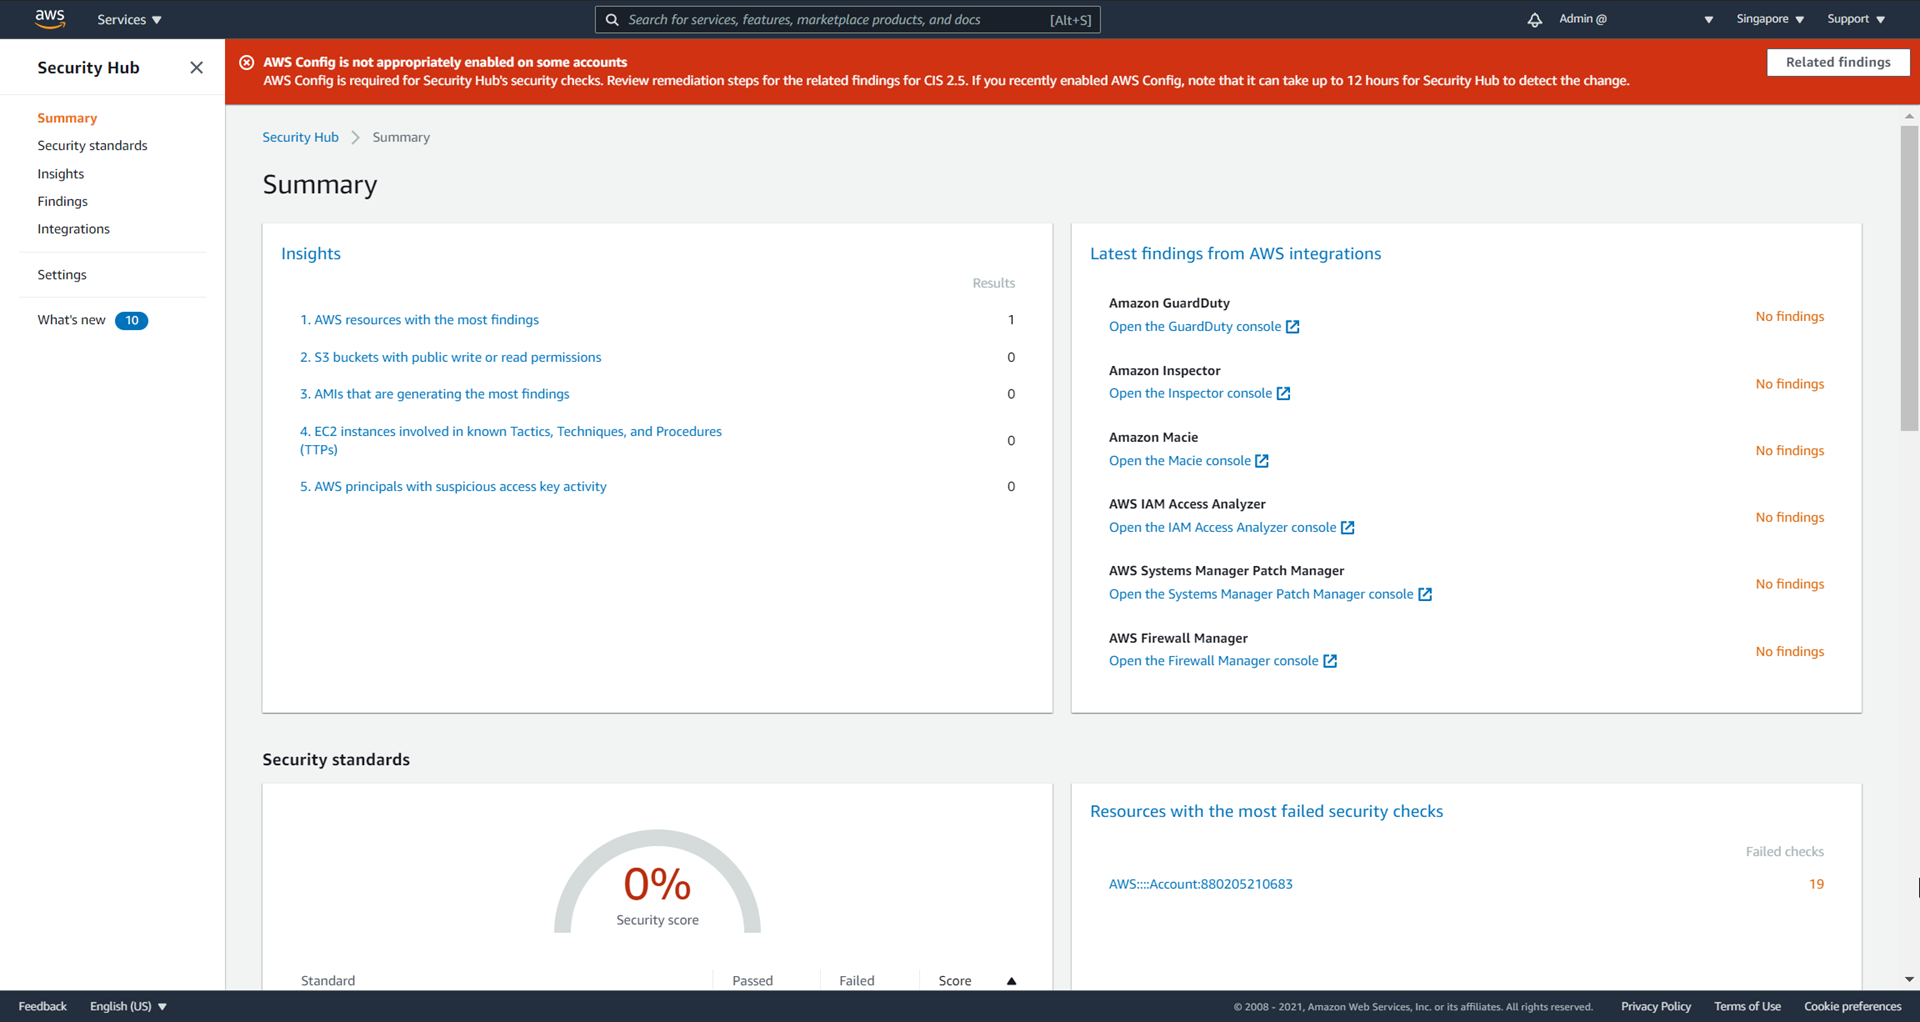 aws
Services
Search for services, features, marketplace products, and docs
[Alt+S]
Admin @
Singapore
Support
Security Hub
AWS Config is not appropriately enabled on some accounts
AWS Config is required for Security Hub's security checks. Review remediation steps for the related findings for CIS 2.5. If you recently enabled AWS Config, note that it can take up to 12 hours for Security Hub to detect the change.
Related findings
Summary
Security standards
Insights
Findings
Integrations
Settings
What's new 10
Security Hub Summary
Summary
Insights
Results
1. AWS resources with the most findings 1
2. S3 buckets with public write or read permissions 0
3. AMIs that are generating the most findings 0
4. EC2 instances involved in known Tactics, Techniques, and Procedures
(TTPs) 0
5. AWS principals with suspicious access key activity 0
Latest findings from AWS integrations
Amazon GuardDuty
Open the GuardDuty console
No findings
Amazon Inspector
Open the Inspector console
No findings
Amazon Macie
Open the Macie console
No findings
AWS IAM Access Analyzer
Open the IAM Access Analyzer console
No findings
AWS Systems Manager Patch Manager
Open the Systems Manager Patch Manager console
No findings
AWS Firewall Manager
Open the Firewall Manager console
No findings
Security standards
0%
Security score
Standard Passed Failed Score
Resources with the most failed security checks
Failed checks
AWS::::Account:880205210683 19
Feedback
English (US)
© 2008 - 2021, Amazon Web Services, Inc. or its affiliates. All rights reserved.
Privacy Policy
Terms of Use
Cookie preferences